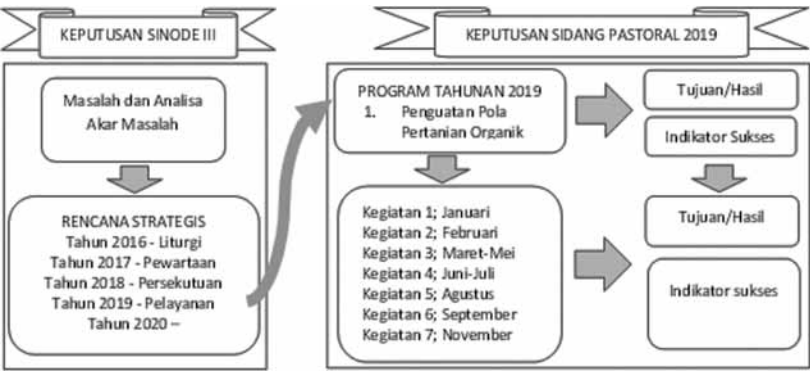 KEPUTUSAN SINODE III
Masalah dan Analisa
Akar Masalah
RENCANA STRATEGIS
Tahun 2016 - Liturgi
Tahun 2017 - Pewartaan
Tahun 2018 - Persekutuan
Tahun 2019 - Pelayanan
Tahun 2020 –
KEPUTUSAN SIDANG PASTORAL 2019
PROGRAM TAHUNAN 2019
1. Penguatan Pola
Pertanian Organik
Tujuan/Hasil
Indikator Sukses
Kegiatan 1; Januari
Kegiatan 2; Februari
Kegiatan 3; Maret-Mei
Kegiatan 4; Juni-Juli
Kegiatan 5; Agustus
Kegiatan 6; September
Kegiatan 7; November
Tujuan/Hasil
Indikator sukses